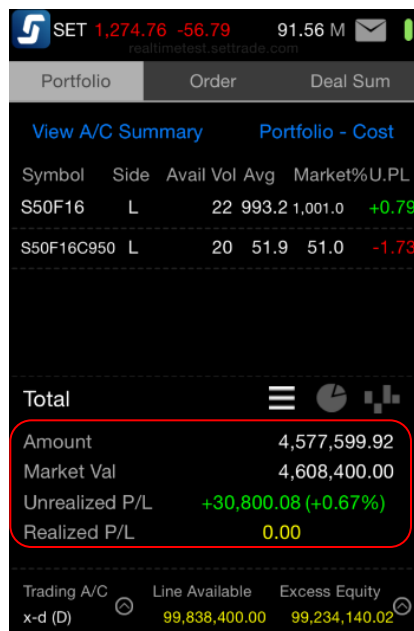 SET 1,274.76 -56.79 91.56 M
realtimetest.settrade.com
Portfolio Order Deal Sum
View A/C Summary Portfolio - Cost
Symbol Side Avail Vol Avg Market %U.PL
S50F16 L 22 993.2 1,001.0 +0.79
S50F16C950 L 20 51.9 51.0 -1.73
Total
Amount 4,577,599.92
Market Val 4,608,400.00
Unrealized P/L +30,800.08 (+0.67%)
Realized P/L 0.00
Trading A/C Line Available Excess Equity
x-d (D) 99,838,400.00 99,234,140.02